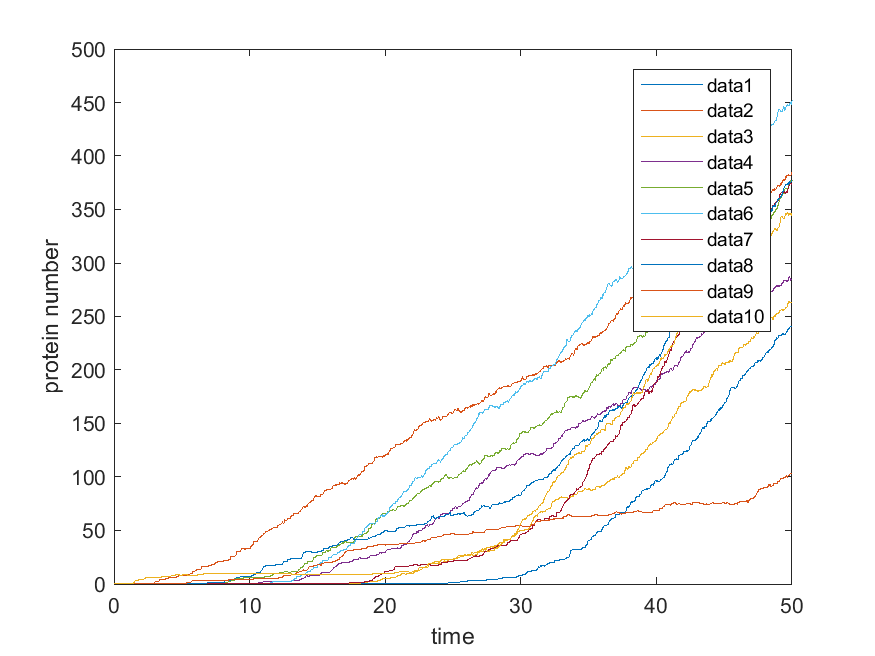 500
450
400
350
300
250
200
150
100
50
0
protein number
0 10 20 30 40 50
time
data1
data2
data3
data4
data5
data6
data7
data8
data9
data10